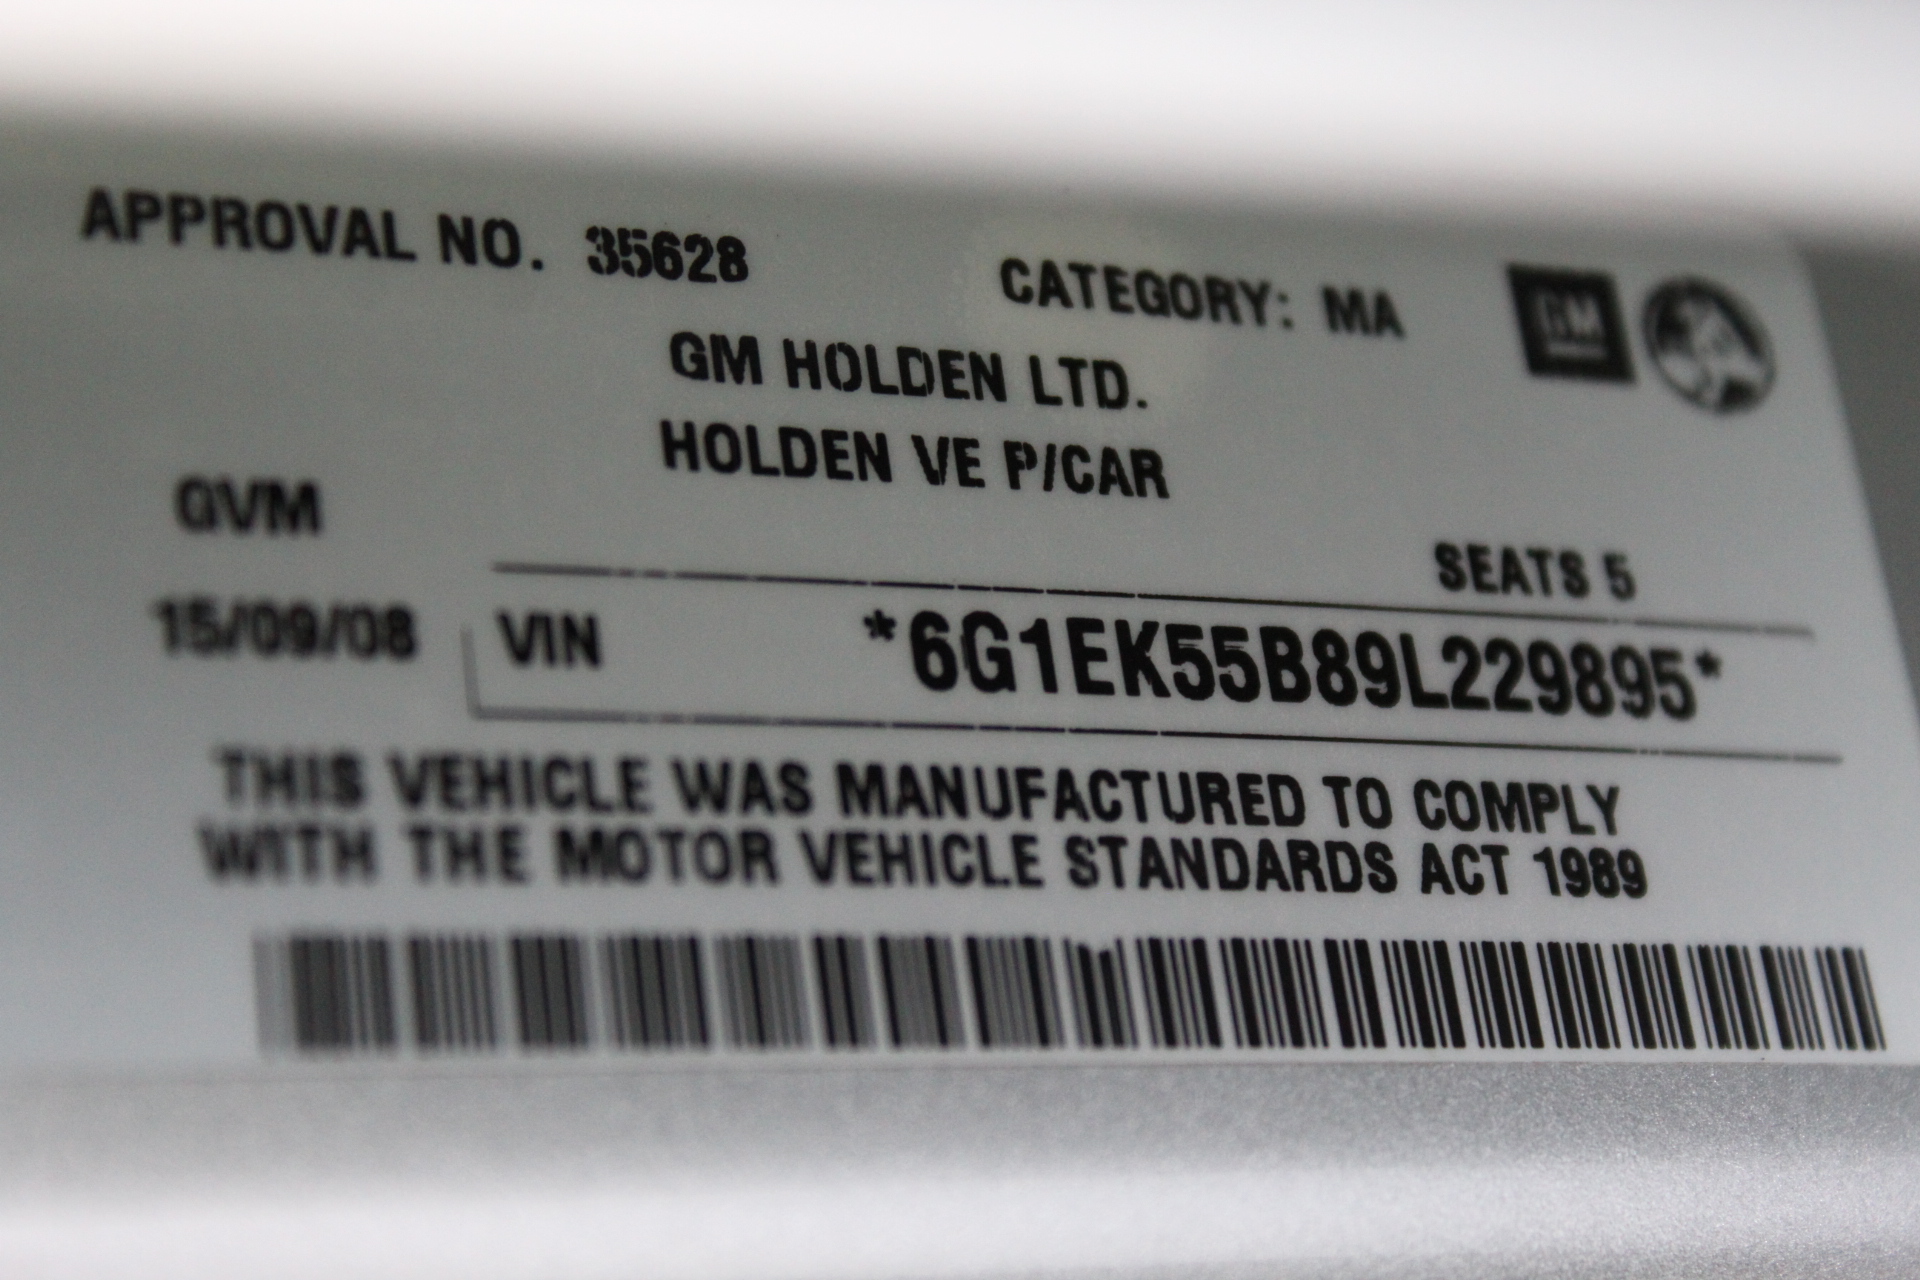 APPROVAL NO. 35628
CATEGORY: MA
GM
GM HOLDEN LTD.
HOLDEN VE P/CAR
GVM
SEATS 5
15/09/08
VIN *6G1EK55B89L229895*
THIS VEHICLE WAS MANUFACTURED TO COMPLY
WITH THE MOTOR VEHICLE STANDARDS ACT 1989